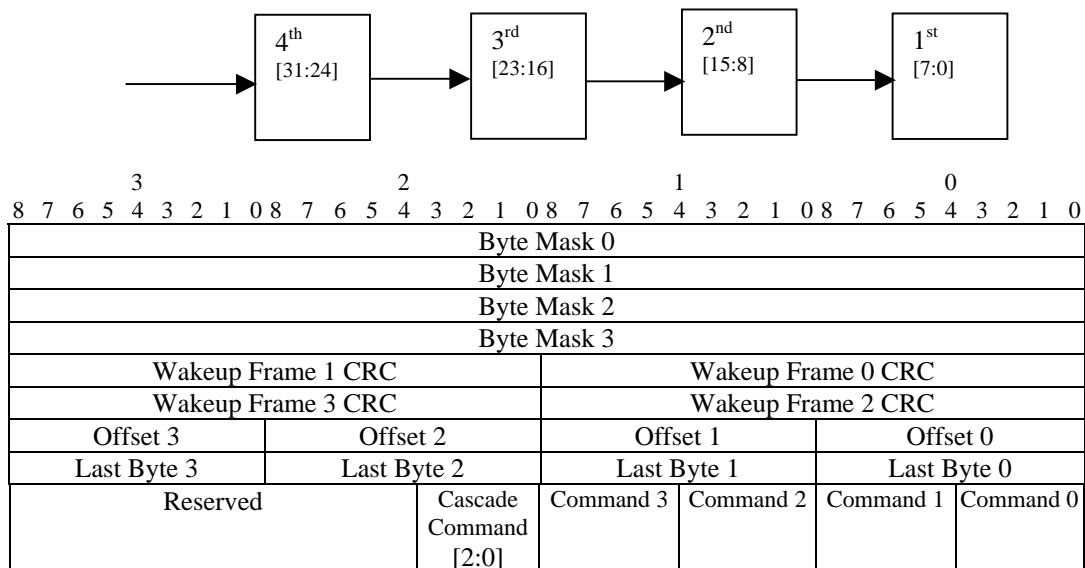 4th 3rd 2nd 1st
[31:24] [23:16] [15:8] [7:0]
3 2 1 0
8 7 6 5 4 3 2 1 0 8 7 6 5 4 3 2 1 0 8 7 6 5 4 3 2 1 0 8 7 6 5 4 3 2 1 0
Byte Mask 0
Byte Mask 1
Byte Mask 2
Byte Mask 3
Wakeup Frame 1 CRC Wakeup Frame 0 CRC
Wakeup Frame 3 CRC Wakeup Frame 2 CRC
Offset 3 Offset 2 Offset 1 Offset 0
Last Byte 3 Last Byte 2 Last Byte 1 Last Byte 0
Reserved Cascade Command 3 Command 2 Command 1 Command 0
Command
[2:0]